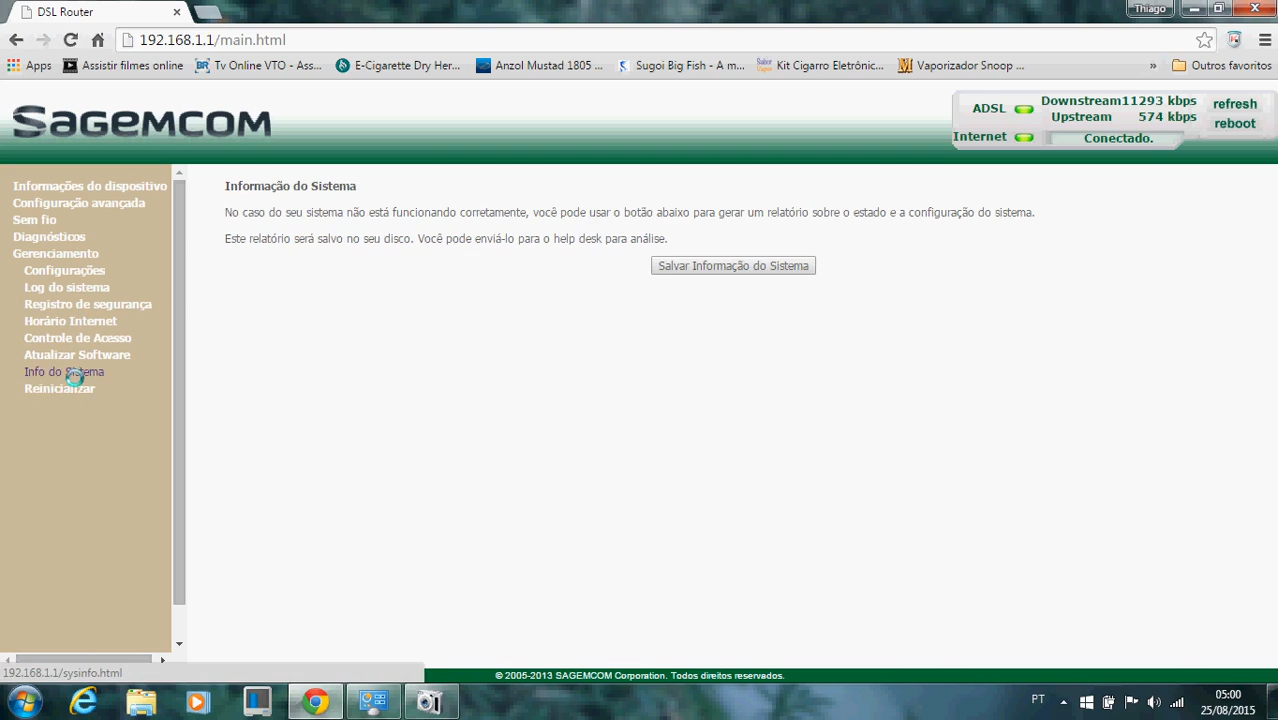 DSL Router
Thiago
192.168.1.1/main.html
Apps
Assistir filmes online
Tv Online VTO - Ass...
E-Cigarette Dry Her...
Anzol Mustad 1805 ...
Sugoi Big Fish - A m...
Kit Cigarro Eletrônic...
Vaporizador Snoop ...
»
Outros favoritos
SAGEMCOM
ADSL
Downstream 11293 kbps
Upstream 574 kbps
Internet
Conectado.
refresh
reboot
Informações do dispositivo
Configuração avançada
Sem fio
Diagnósticos
Gerenciamento
Configurações
Log do sistema
Registro de segurança
Horário Internet
Controle de Acesso
Atualizar Software
Info do Sistema
Reinicializar
Informação do Sistema
No caso do seu sistema não está funcionando corretamente, você pode usar o botão abaixo para gerar um relatório sobre o estado e a configuração do sistema.
Este relatório será salvo no seu disco. Você pode enviá-lo para o help desk para análise.
Salvar Informação do Sistema
192.168.1.1/sysinfo.html
© 2005-2013 SAGEMCOM Corporation. Todos direitos reservados.
PT
05:00
25/08/2015